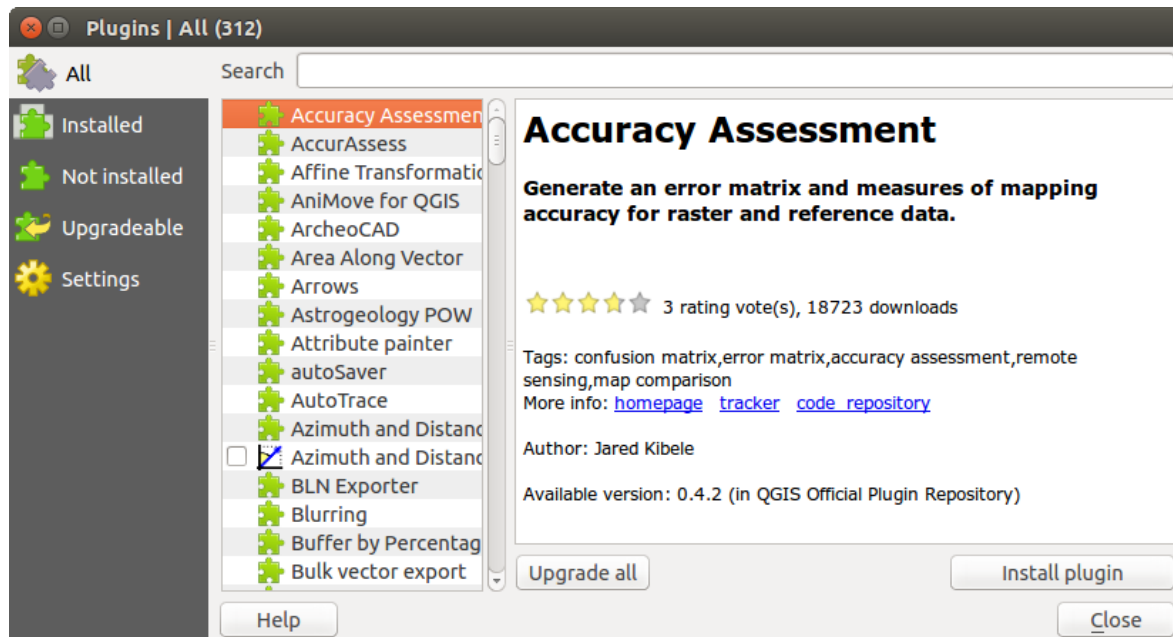 Plugins | All (312)
All
Installed
Not installed
Upgradeable
Settings
Search
Accuracy Assessmen
AccurAssess
Affine Transformatic
AniMove for QGIS
ArcheoCAD
Area Along Vector
Arrows
Astrogeology POW
Attribute painter
autoSaver
AutoTrace
Azimuth and Distanc
Azimuth and Distanc
BLN Exporter
Blurring
Buffer by Percentag
Bulk vector export
Accuracy Assessment
Generate an error matrix and measures of mapping
accuracy for raster and reference data.
3 rating vote(s), 18723 downloads
Tags: confusion matrix,error matrix,accuracy assessment,remote
sensing,map comparison
More info: homepage tracker code repository
Author: Jared Kibele
Available version: 0.4.2 (in QGIS Official Plugin Repository)
Upgrade all
Install plugin
Help
Close